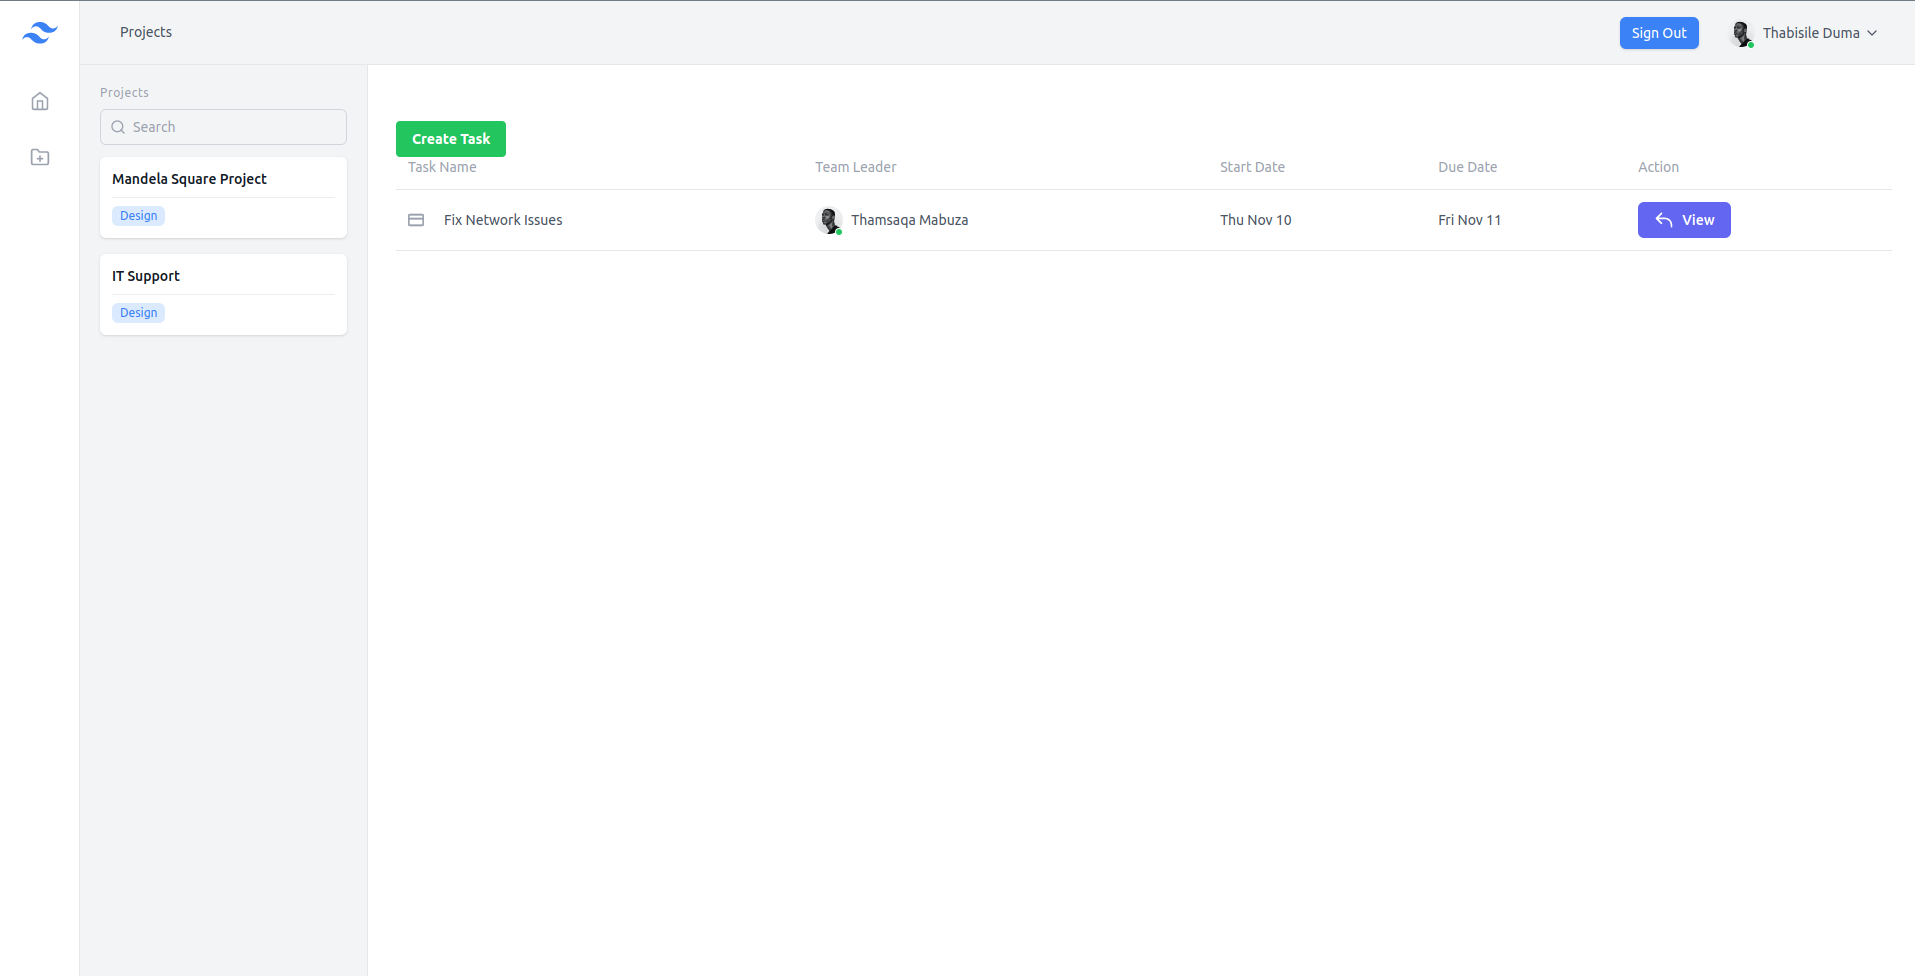 Projects
Sign Out
Thabisile Duma
Projects
Search
Mandela Square Project
Design
IT Support
Design
Create Task
Task Name Team Leader Start Date Due Date Action
Fix Network Issues Thamsaqa Mabuza Thu Nov 10 Fri Nov 11 View